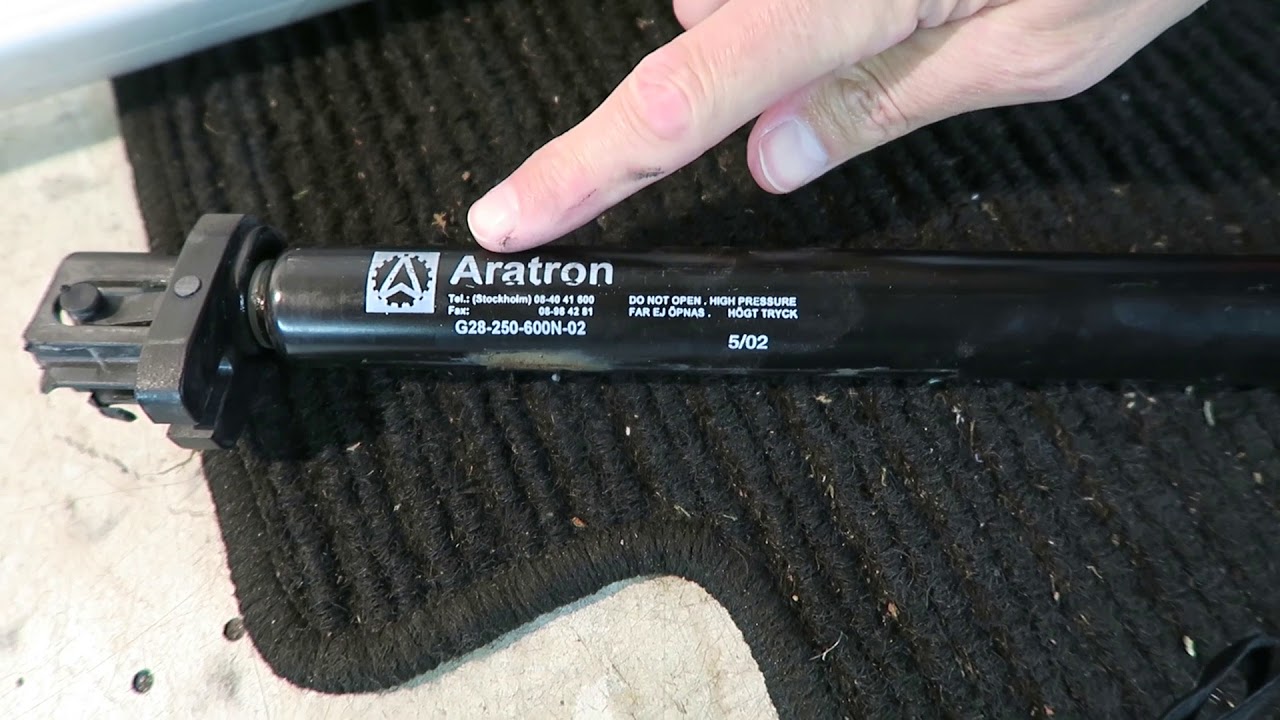 Aratron
Tel.: (Stockholm) 08-40 41 600
Fax: 08-98 42 81
G28-250-600N-02
DO NOT OPEN . HIGH PRESSURE
FAR EJ ÖPNAS . HÖGT TRYCK
5/02